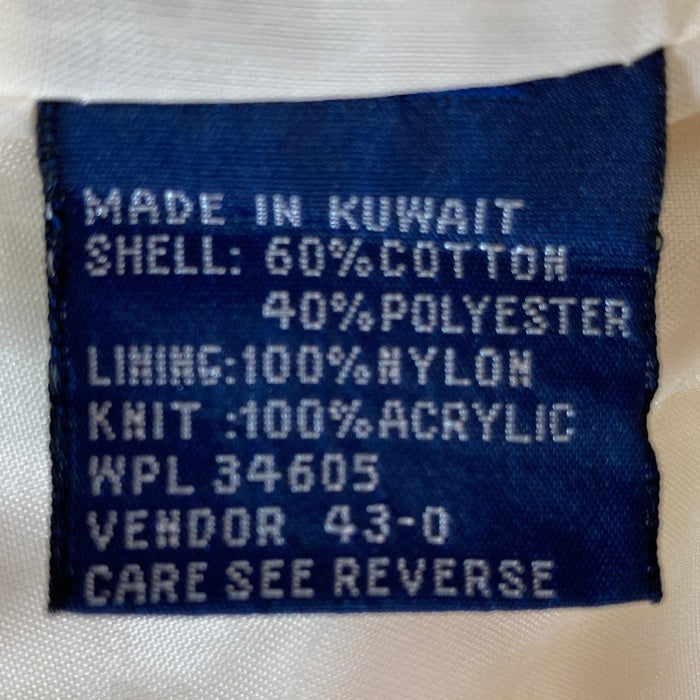 MADE IN KUWAIT
SHELL: 60%COTTON
40%POLYESTER
LINING:100%NYLON
KNIT :100%ACRYLIC
WPL 34605
VENDOR 43-0
CARE SEE REVERSE